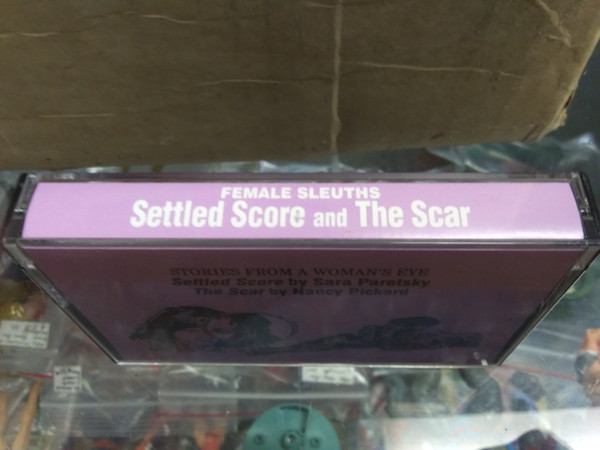 FEMALE SLEUTHS
Settled Score and The Scar
STORIES FROM A WOMAN'S EYE
Settled Score by Sara Paretsky
The Scar by Nancy Pickard